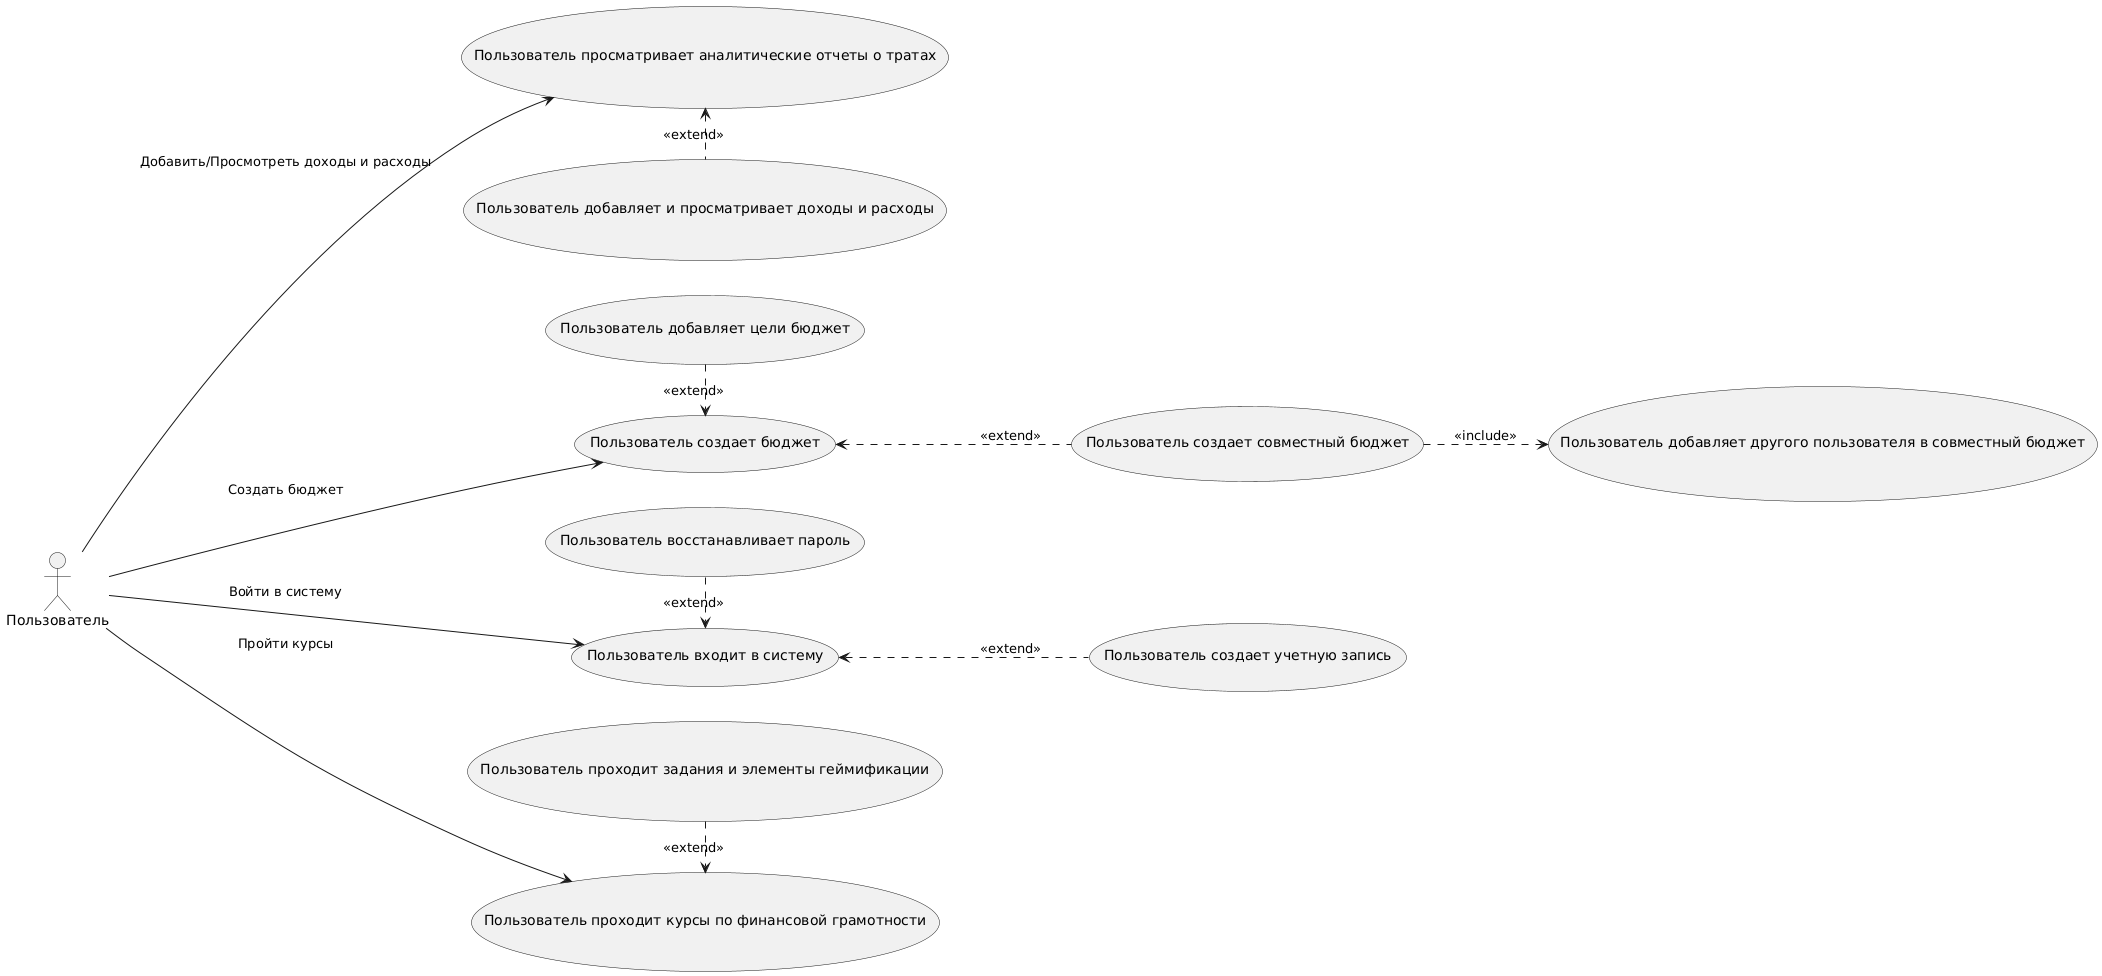 Пользователь просматривает аналитические отчеты о тратах
«extend»
Добавить/Просмотреть доходы и расходы
Пользователь добавляет и просматривает доходы и расходы
Пользователь добавляет цели бюджет
«extend»
Пользователь создает бюджет
«extend»
Пользователь создает совместный бюджет
«include»
Пользователь добавляет другого пользователя в совместный бюджет
Создать бюджет
Пользователь восстанавливает пароль
Войти в систему
«extend»
Пользователь
Пройти курсы
Пользователь входит в систему
«extend»
Пользователь создает учетную запись
Пользователь проходит задания и элементы геймификации
«extend»
Пользователь проходит курсы по финансовой грамотности